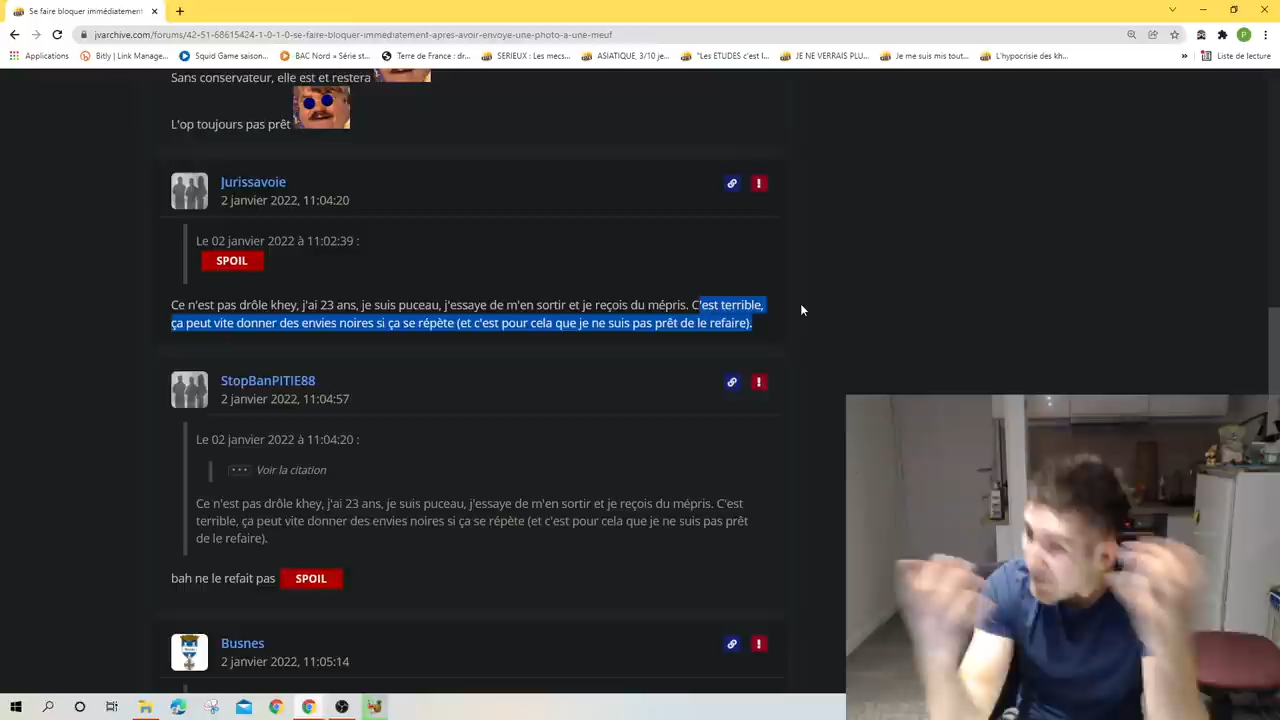 Se faire bloquer immédiatement
jvarchive.com/forums/42-51-68615424-1-0-1-0-se-faire-bloquer-immediatement-apres-avoir-envoye-une-photo-a-une-meuf
Applications
Bitly | Link Manage...
Squid Game saison...
BAC Nord » Série st...
Terre de France : dr...
SERIEUX : Les mecs...
ASIATIQUE, 3/10 je...
"Les ETUDES c'est l...
JE NE VERRAIS PLU...
Je me suis mis tout...
L'hypocrisie des kh...
»
Liste de lecture
Sans conservateur, elle est et restera
L'op toujours pas prêt
Jurissavoie
2 janvier 2022, 11:04:20
Le 02 janvier 2022 à 11:02:39 :
SPOIL
Ce n'est pas drôle khey, j'ai 23 ans, je suis puceau, j'essaye de m'en sortir et je reçois du mépris. C'est terrible,
ça peut vite donner des envies noires si ça se répète (et c'est pour cela que je ne suis pas prêt de le refaire).
StopBanPITIE88
2 janvier 2022, 11:04:57
Le 02 janvier 2022 à 11:04:20 :
Voir la citation
Ce n'est pas drôle khey, j'ai 23 ans, je suis puceau, j'essaye de m'en sortir et je reçois du mépris. C'est
terrible, ça peut vite donner des envies noires si ça se répète (et c'est pour cela que je ne suis pas prêt
de le refaire).
bah ne le refait pas SPOIL
Busnes
2 janvier 2022, 11:05:14